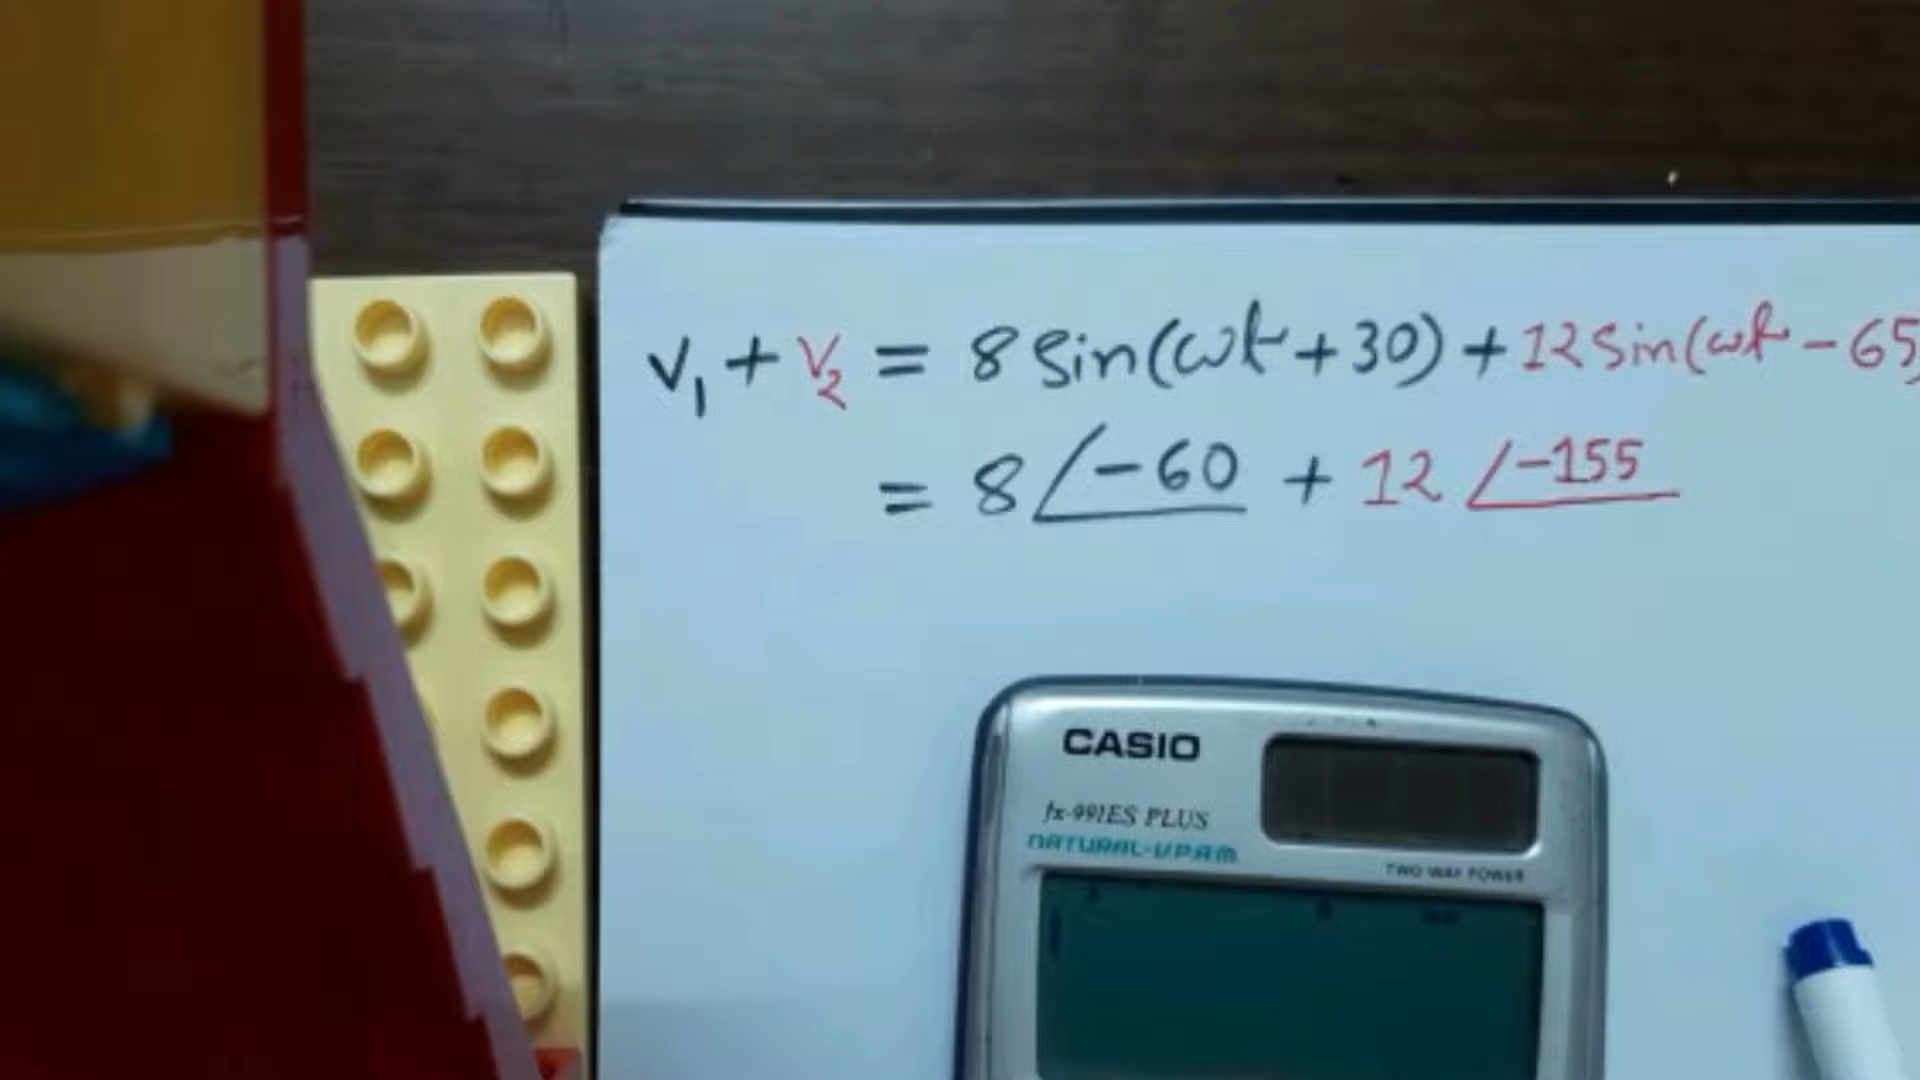 V₁ + V₂ = 8 Sin(ωt + 30) + 12 Sin(ωt - 65)
= 8 ∠-60 + 12 ∠-155
CASIO
fx-991ES PLUS
NATURAL-V.P.A.M.
TWO WAY POWER